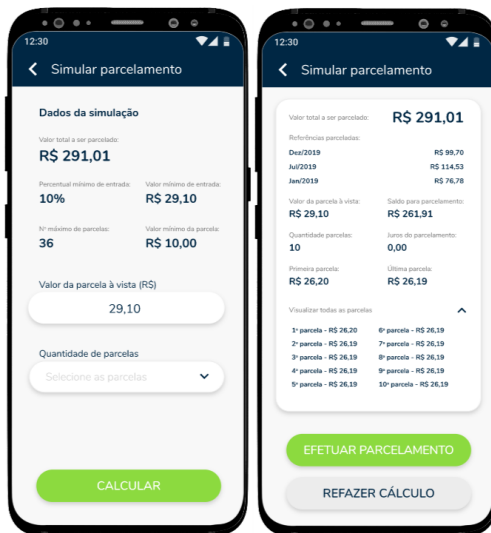 12:30
Simular parcelamento
Dados da simulação
Valor total a ser parcelado:
R$ 291,01
Percentual mínimo de entrada: Valor mínimo de entrada:
10% R$ 29,10
Nº máximo de parcelas: Valor mínimo da parcela:
36 R$ 10,00
Valor da parcela à vista (R$)
29,10
Quantidade de parcelas
Selecione as parcelas
CALCULAR
12:30
Simular parcelamento
Valor total a ser parcelado: R$ 291,01
Referências parceladas:
Dez/2019 R$ 99,70
Jul/2019 R$ 114,53
Jan/2019 R$ 76,78
Valor da parcela à vista: Saldo para parcelamento:
R$ 29,10 R$ 261,91
Quantidade parcelas: Juros do parcelamento:
10 0,00
Primeira parcela: Última parcela:
R$ 26,20 R$ 26,19
Visualizar todas as parcelas
1ª parcela - R$ 26,20 6ª parcela - R$ 26,19
2ª parcela - R$ 26,19 7ª parcela - R$ 26,19
3ª parcela - R$ 26,19 8ª parcela - R$ 26,19
4ª parcela - R$ 26,19 9ª parcela - R$ 26,19
5ª parcela - R$ 26,19 10ª parcela - R$ 26,19
EFETUAR PARCELAMENTO
REFAZER CÁLCULO